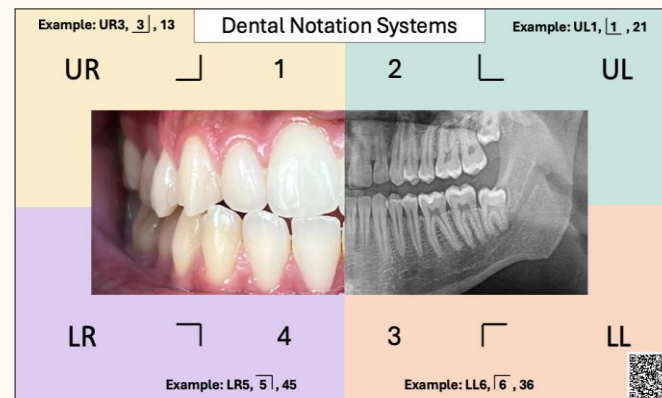 Example: UR3, 3┘, 13
Dental Notation Systems
Example: UL1, └1, 21
UR ┘ 1
2 └ UL
LR ┐ 4
3 ┌ LL
Example: LR5, 5┐, 45
Example: LL6, ┌6, 36